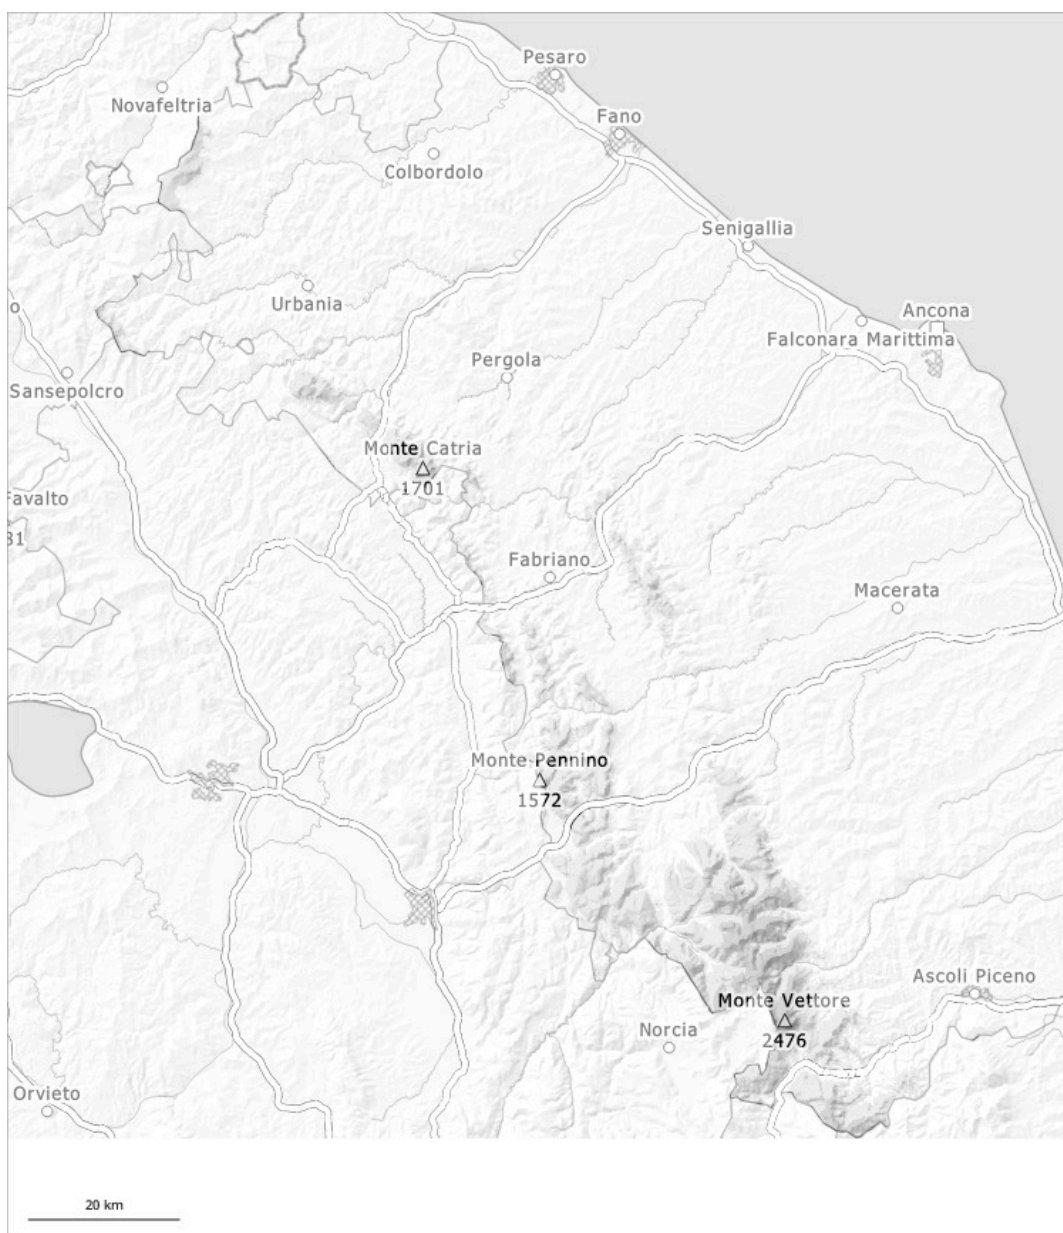 Pesaro
Novafeltria
Fano
Colbordolo
Senigallia
Urbania
Ancona
o
Falconara Marittima
Pergola
Sansepolcro
Monte Catria
1701
Favalto
31
Fabriano
Macerata
Monte Pennino
1572
Ascoli Piceno
Monte Vettore
2476
Norcia
Orvieto
20 km